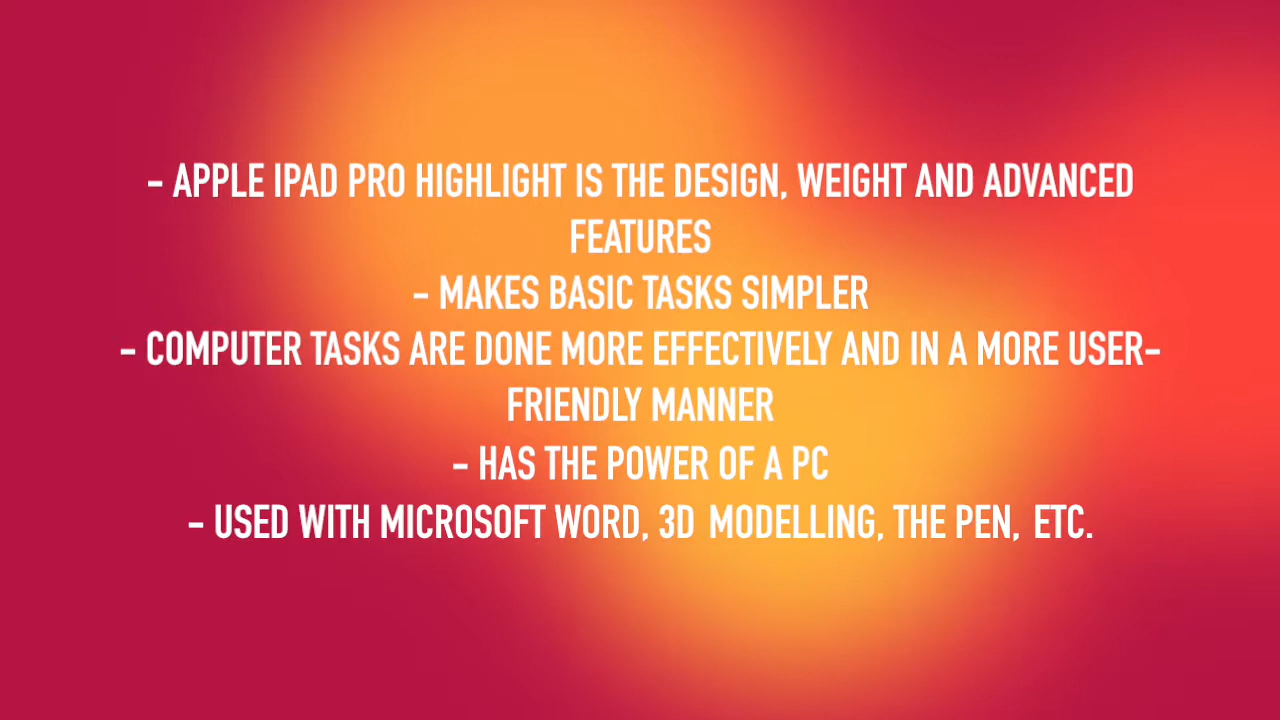 - APPLE IPAD PRO HIGHLIGHT IS THE DESIGN, WEIGHT AND ADVANCED
FEATURES
- MAKES BASIC TASKS SIMPLER
- COMPUTER TASKS ARE DONE MORE EFFECTIVELY AND IN A MORE USER-
FRIENDLY MANNER
- HAS THE POWER OF A PC
- USED WITH MICROSOFT WORD, 3D MODELLING, THE PEN, ETC.